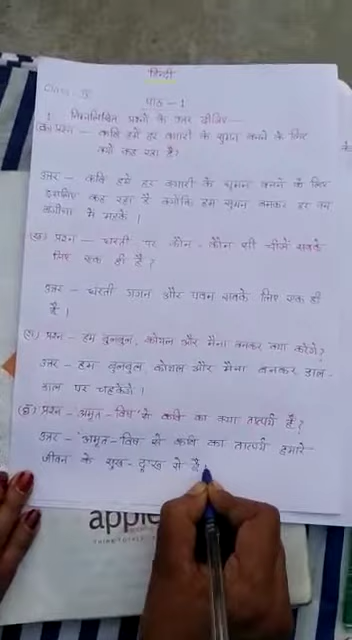 हिन्दी
Class - IV
पाठ - 1
1. निम्नलिखित प्रश्नों के उत्तर दीजिए -
(क) प्रश्न - कवि हमें हर क्यारी के सुमन बनने के लिए
क्यों कह रहा है?
उत्तर - कवि हमें हर क्यारी के सुमन बनने के लिए
इसलिए कह रहा है क्योंकि हम सुमन बनकर हर
बगीचा में महकें।
(ख) प्रश्न - धरती पर कौन - कौन सी चीजें सबके
लिए एक ही है?
उत्तर - धरती गगन और पवन सबके लिए एक ही
है।
(ग) प्रश्न - हम बुलबुल, कोयल और मैना बनकर क्या करेंगे?
उत्तर - हम बुलबुल कोयल और मैना बनकर डाल-
डाल पर चहकेंगे।
(घ) प्रश्न - अमृत - विष से कवि का क्या तात्पर्य है?
उत्तर - अमृत - विष से कवि का तात्पर्य हमारे
जीवन के सुख - दुःख से है।
apple